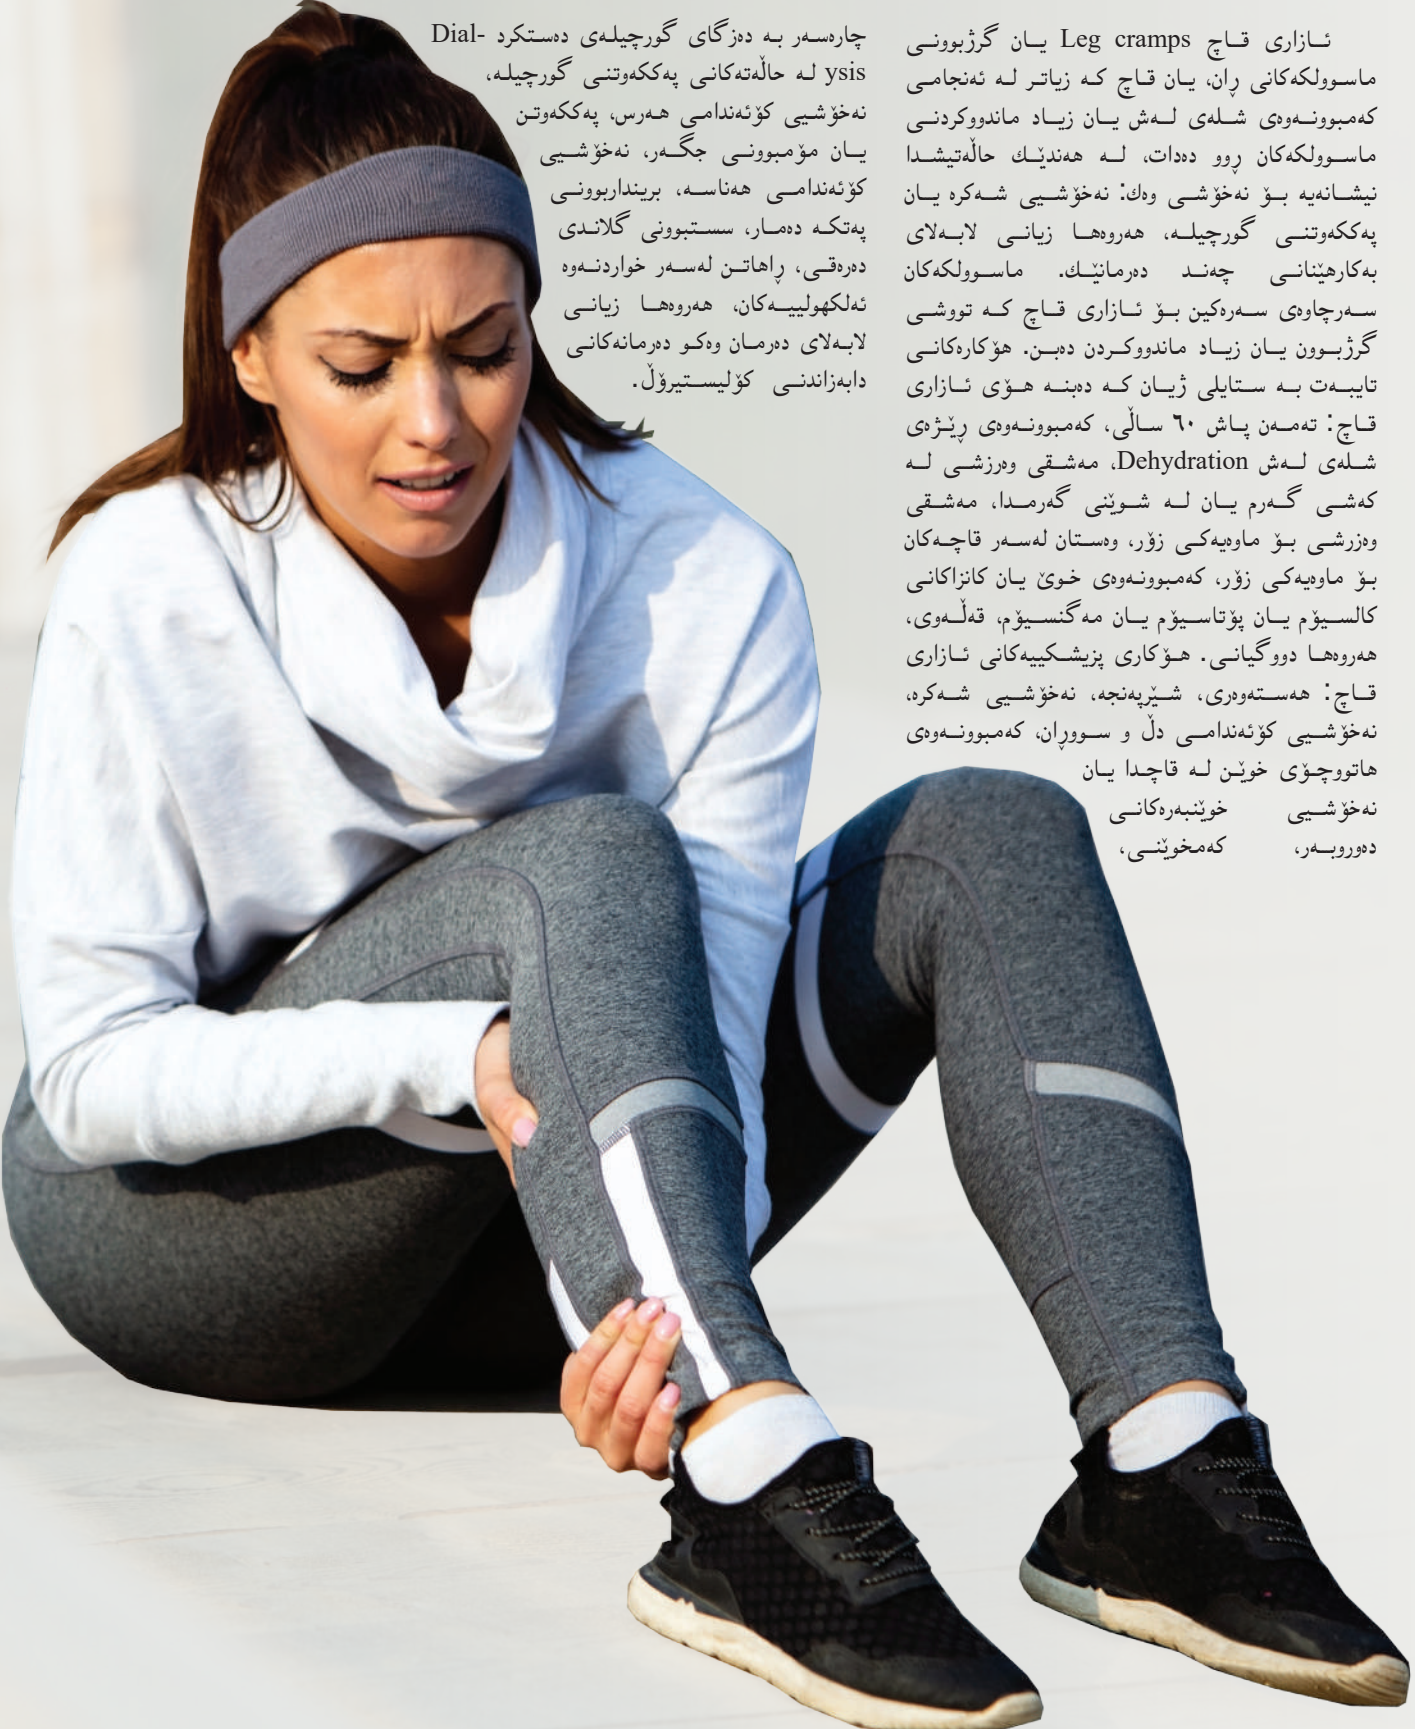 ئازاری قاچ Leg cramps یان گرژبوونی
ماسوولکەکانی ڕان، یان قاچ کە زیاتر لە ئەنجامی
کەمبوونەوەی شلەی لەش یان زیاد ماندووکردنی
ماسوولکەکان ڕوو دەدات، لە هەندێك حاڵەتیشدا
نیشانەیە بۆ نەخۆشی وەك: نەخۆشیی شەکرە یان
پەککەوتنی گورچیلە، هەروەها زیانی لابەلای
بەکارهێنانی چەند دەرمانێك. ماسوولکەکان
سەرچاوەی سەرەکین بۆ ئازاری قاچ کە تووشی
گرژبوون یان زیاد ماندووکردن دەبن. هۆکارەکانی
تایبەت بە ستایلی ژیان کە دەبنە هۆی ئازاری
قاچ: تەمەن پاش ٦٠ ساڵی، کەمبوونەوەی ڕێژەی
شلەی لەش Dehydration، مەشقی وەرزشی لە
کەشی گەرم یان لە شوێنی گەرمدا، مەشقی
وەزرشی بۆ ماوەیەکی زۆر، وەستان لەسەر قاچەکان
بۆ ماوەیەکی زۆر، کەمبوونەوەی خوێ یان کانزاکانی
کالسیۆم یان پۆتاسیۆم یان مەگنسیۆم، قەڵەوی،
هەروەها دووگیانی. هۆکاری پزیشکییەکانی ئازاری
قاچ: هەستەوەری، شێرپەنجە، نەخۆشیی شەکرە،
نەخۆشیی کۆئەندامی دڵ و سووڕان، کەمبوونەوەی
هاتووچۆی خوێن لە قاچدا یان
نەخۆشیی خوێنبەرەکانی
دەوروبەر، کەمخوێنی،
چارەسەر بە دەزگای گورچیلەی دەستکرد Dial-
ysis لە حاڵەتەکانی پەککەوتنی گورچیلە،
نەخۆشیی کۆئەندامی هەرس، پەککەوتن
یان مۆمبوونی جگەر، نەخۆشیی
کۆئەندامی هەناسە، برینداربوونی
پەتکە دەمار، سستبوونی گلاندی
دەرەقی، ڕاهاتن لەسەر خواردنەوە
ئەلکهولییەکان، هەروەها زیانی
لابەلای دەرمان وەکو دەرمانەکانی
دابەزاندنی کۆلیستیرۆڵ.